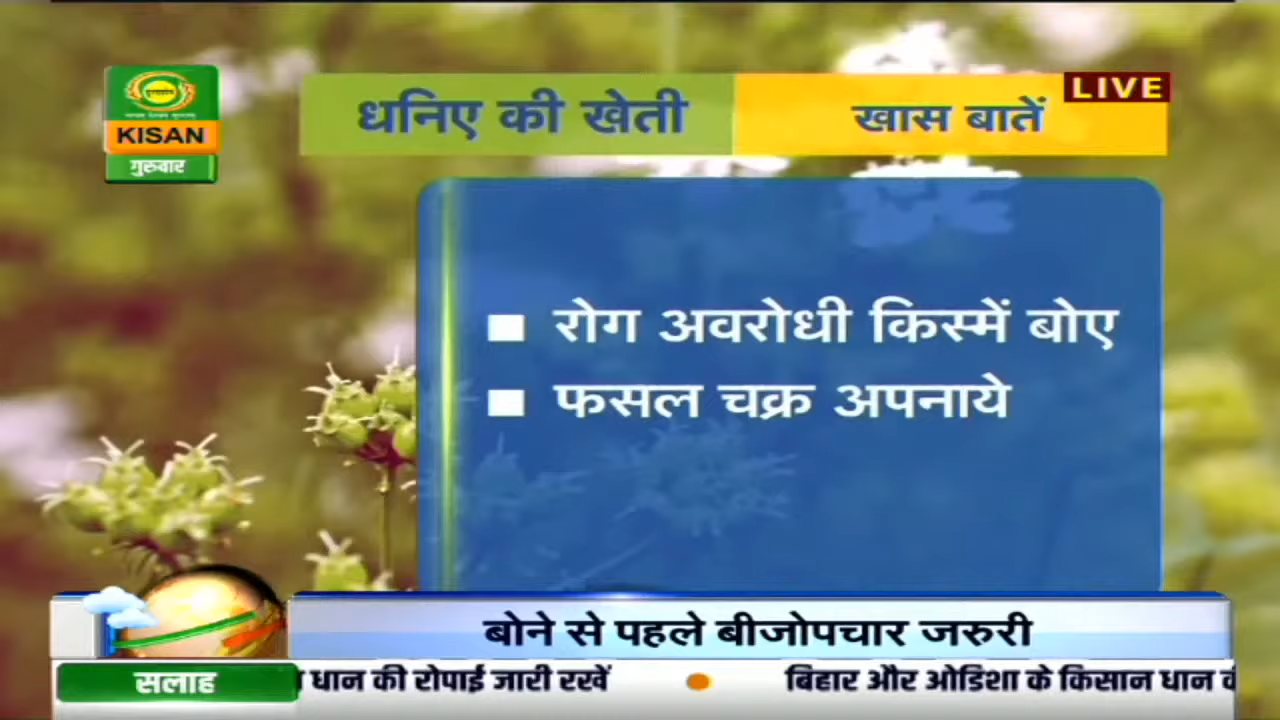 LIVE
धनिए की खेती
खास बातें
KISAN
गुरुवार
रोग अवरोधी किस्में बोए
फसल चक्र अपनाये
बोने से पहले बीजोपचार जरुरी
सलाह
धान की रोपाई जारी रखें
बिहार और ओडिशा के किसान धान